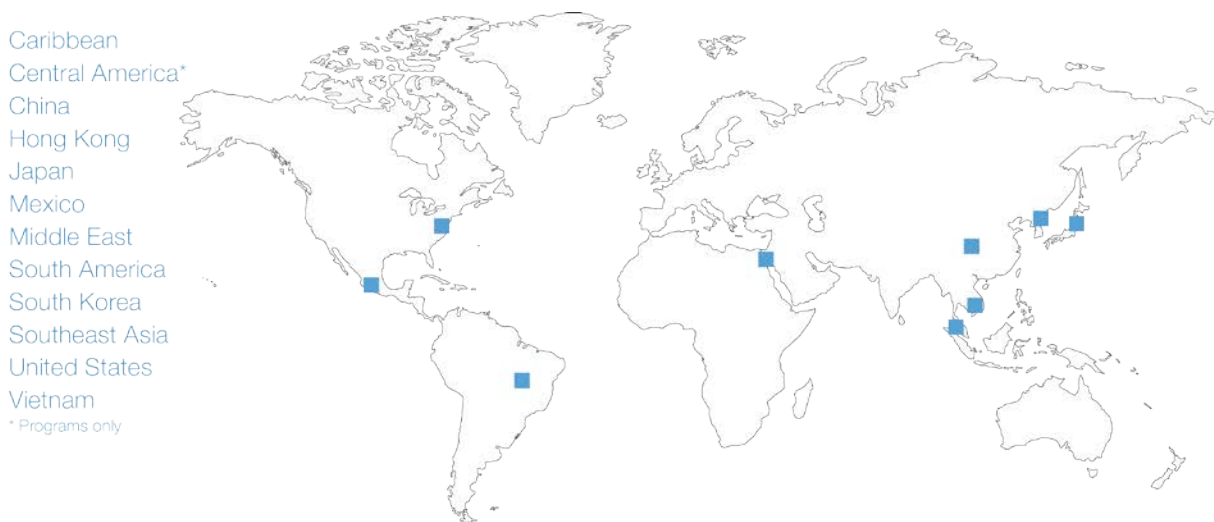 Caribbean
Central America*
China
Hong Kong
Japan
Mexico
Middle East
South America
South Korea
Southeast Asia
United States
Vietnam
* Programs only